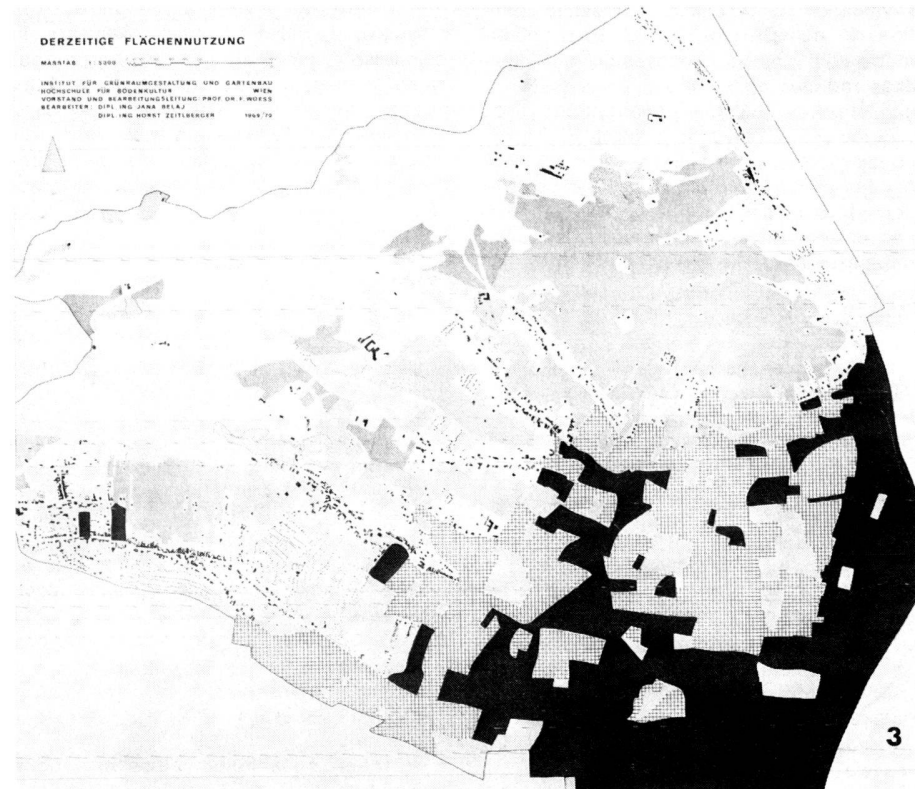 DERZEITIGE FLÄCHENNUTZUNG
MASSTAB 1:5000
INSTITUT FÜR GRÜNRAUMGESTALTUNG UND GARTENBAU
HOCHSCHULE FÜR BODENKULTUR WIEN
VORSTAND UND BEARBEITUNGSLEITUNG PROF. DR. F. WOESS
BEARBEITER: DIPL. ING. JANA BELAJ
DIPL. ING. HORST ZEITLBERGER 1969/70
3